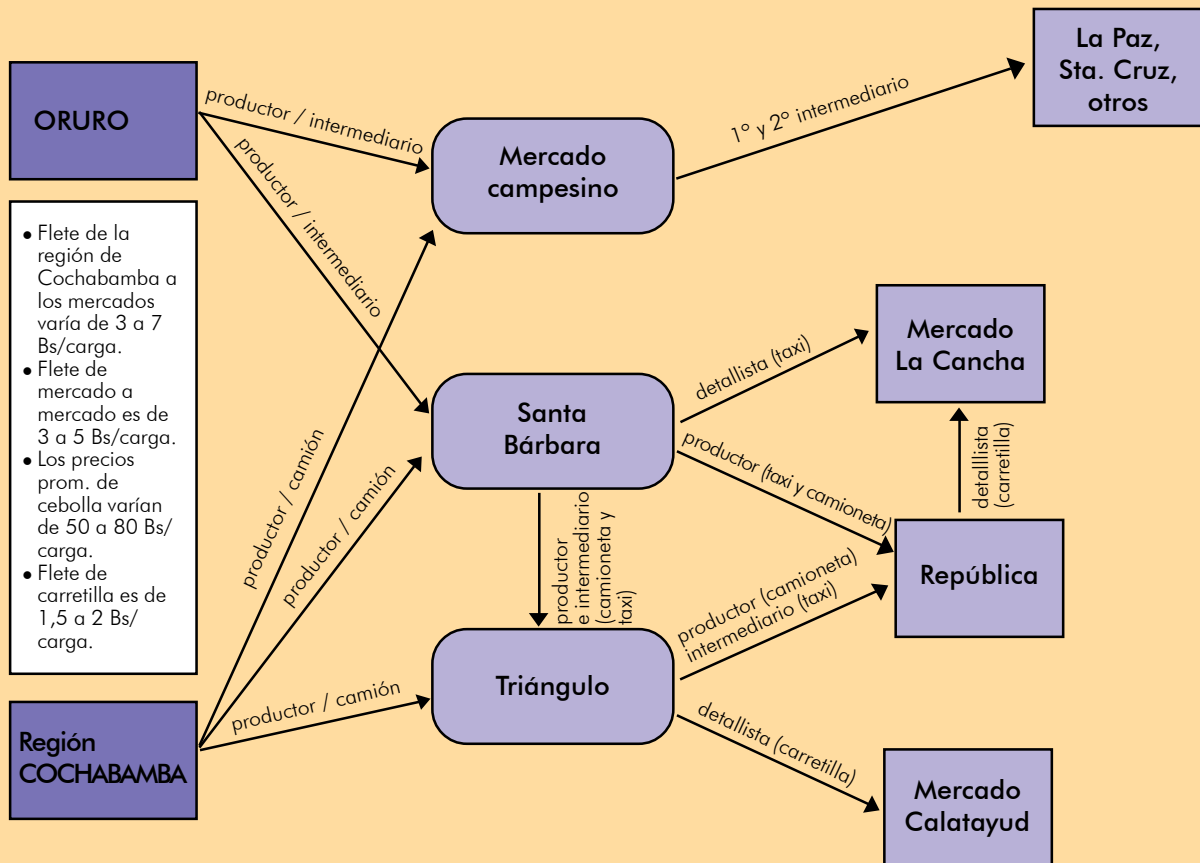 La Paz,
Sta. Cruz,
otros
ORURO
productor / intermediario
1° y 2° intermediario
Mercado
campesino
productor / intermediario
• Flete de la
región de
Cochabamba a
los mercados
varía de 3 a 7
Bs/carga.
• Flete de
mercado a
mercado es de
3 a 5 Bs/carga.
• Los precios
prom. de
cebolla varían
de 50 a 80 Bs/
carga.
• Flete de
carretilla es de
1,5 a 2 Bs/
carga.
productor / camión
productor / camión
Santa
Bárbara
detallista (taxi)
Mercado
La Cancha
productor (taxi y camioneta)
detalllista
(carretilla)
productor
e intermediario
(camioneta y
taxi)
República
productor (camioneta)
intermediario (taxi)
productor / camión
Triángulo
detallista (carretilla)
Región
COCHABAMBA
Mercado
Calatayud